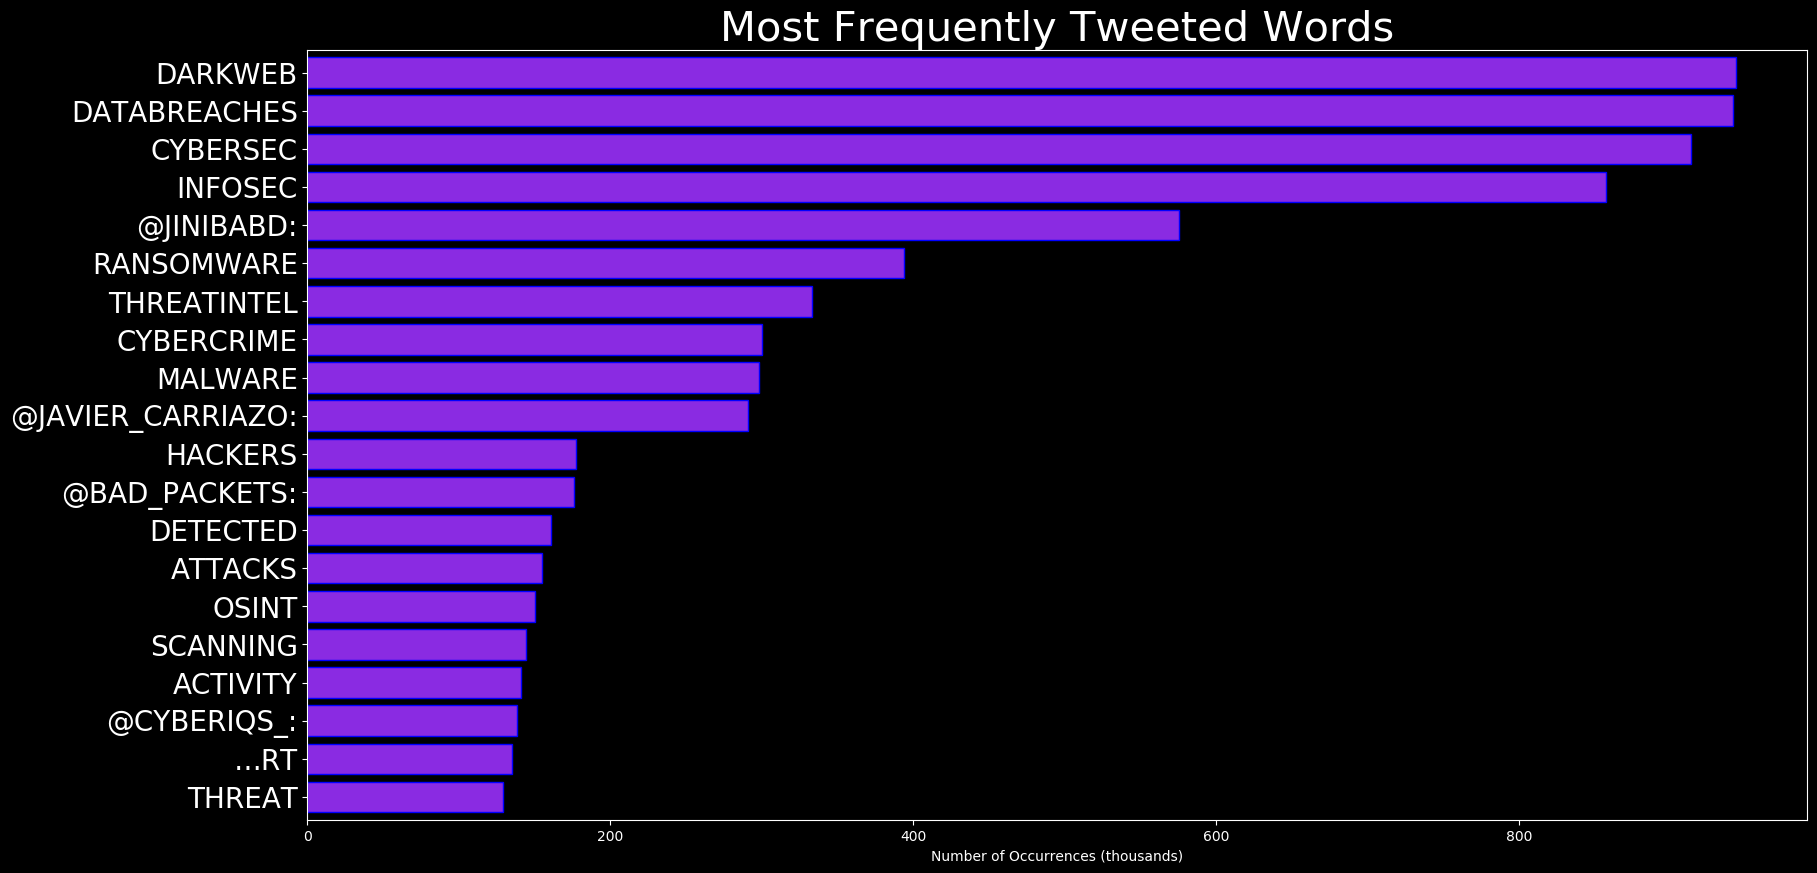 Most Frequently Tweeted Words
DARKWEB
DATABREACHES
CYBERSEC
INFOSEC
@JINIBABD:
RANSOMWARE
THREATINTEL
CYBERCRIME
MALWARE
@JAVIER_CARRIAZO:
HACKERS
@BAD_PACKETS:
DETECTED
ATTACKS
OSINT
SCANNING
ACTIVITY
@CYBERIQS_:
...RT
THREAT
0 200 400 600 800
Number of Occurrences (thousands)